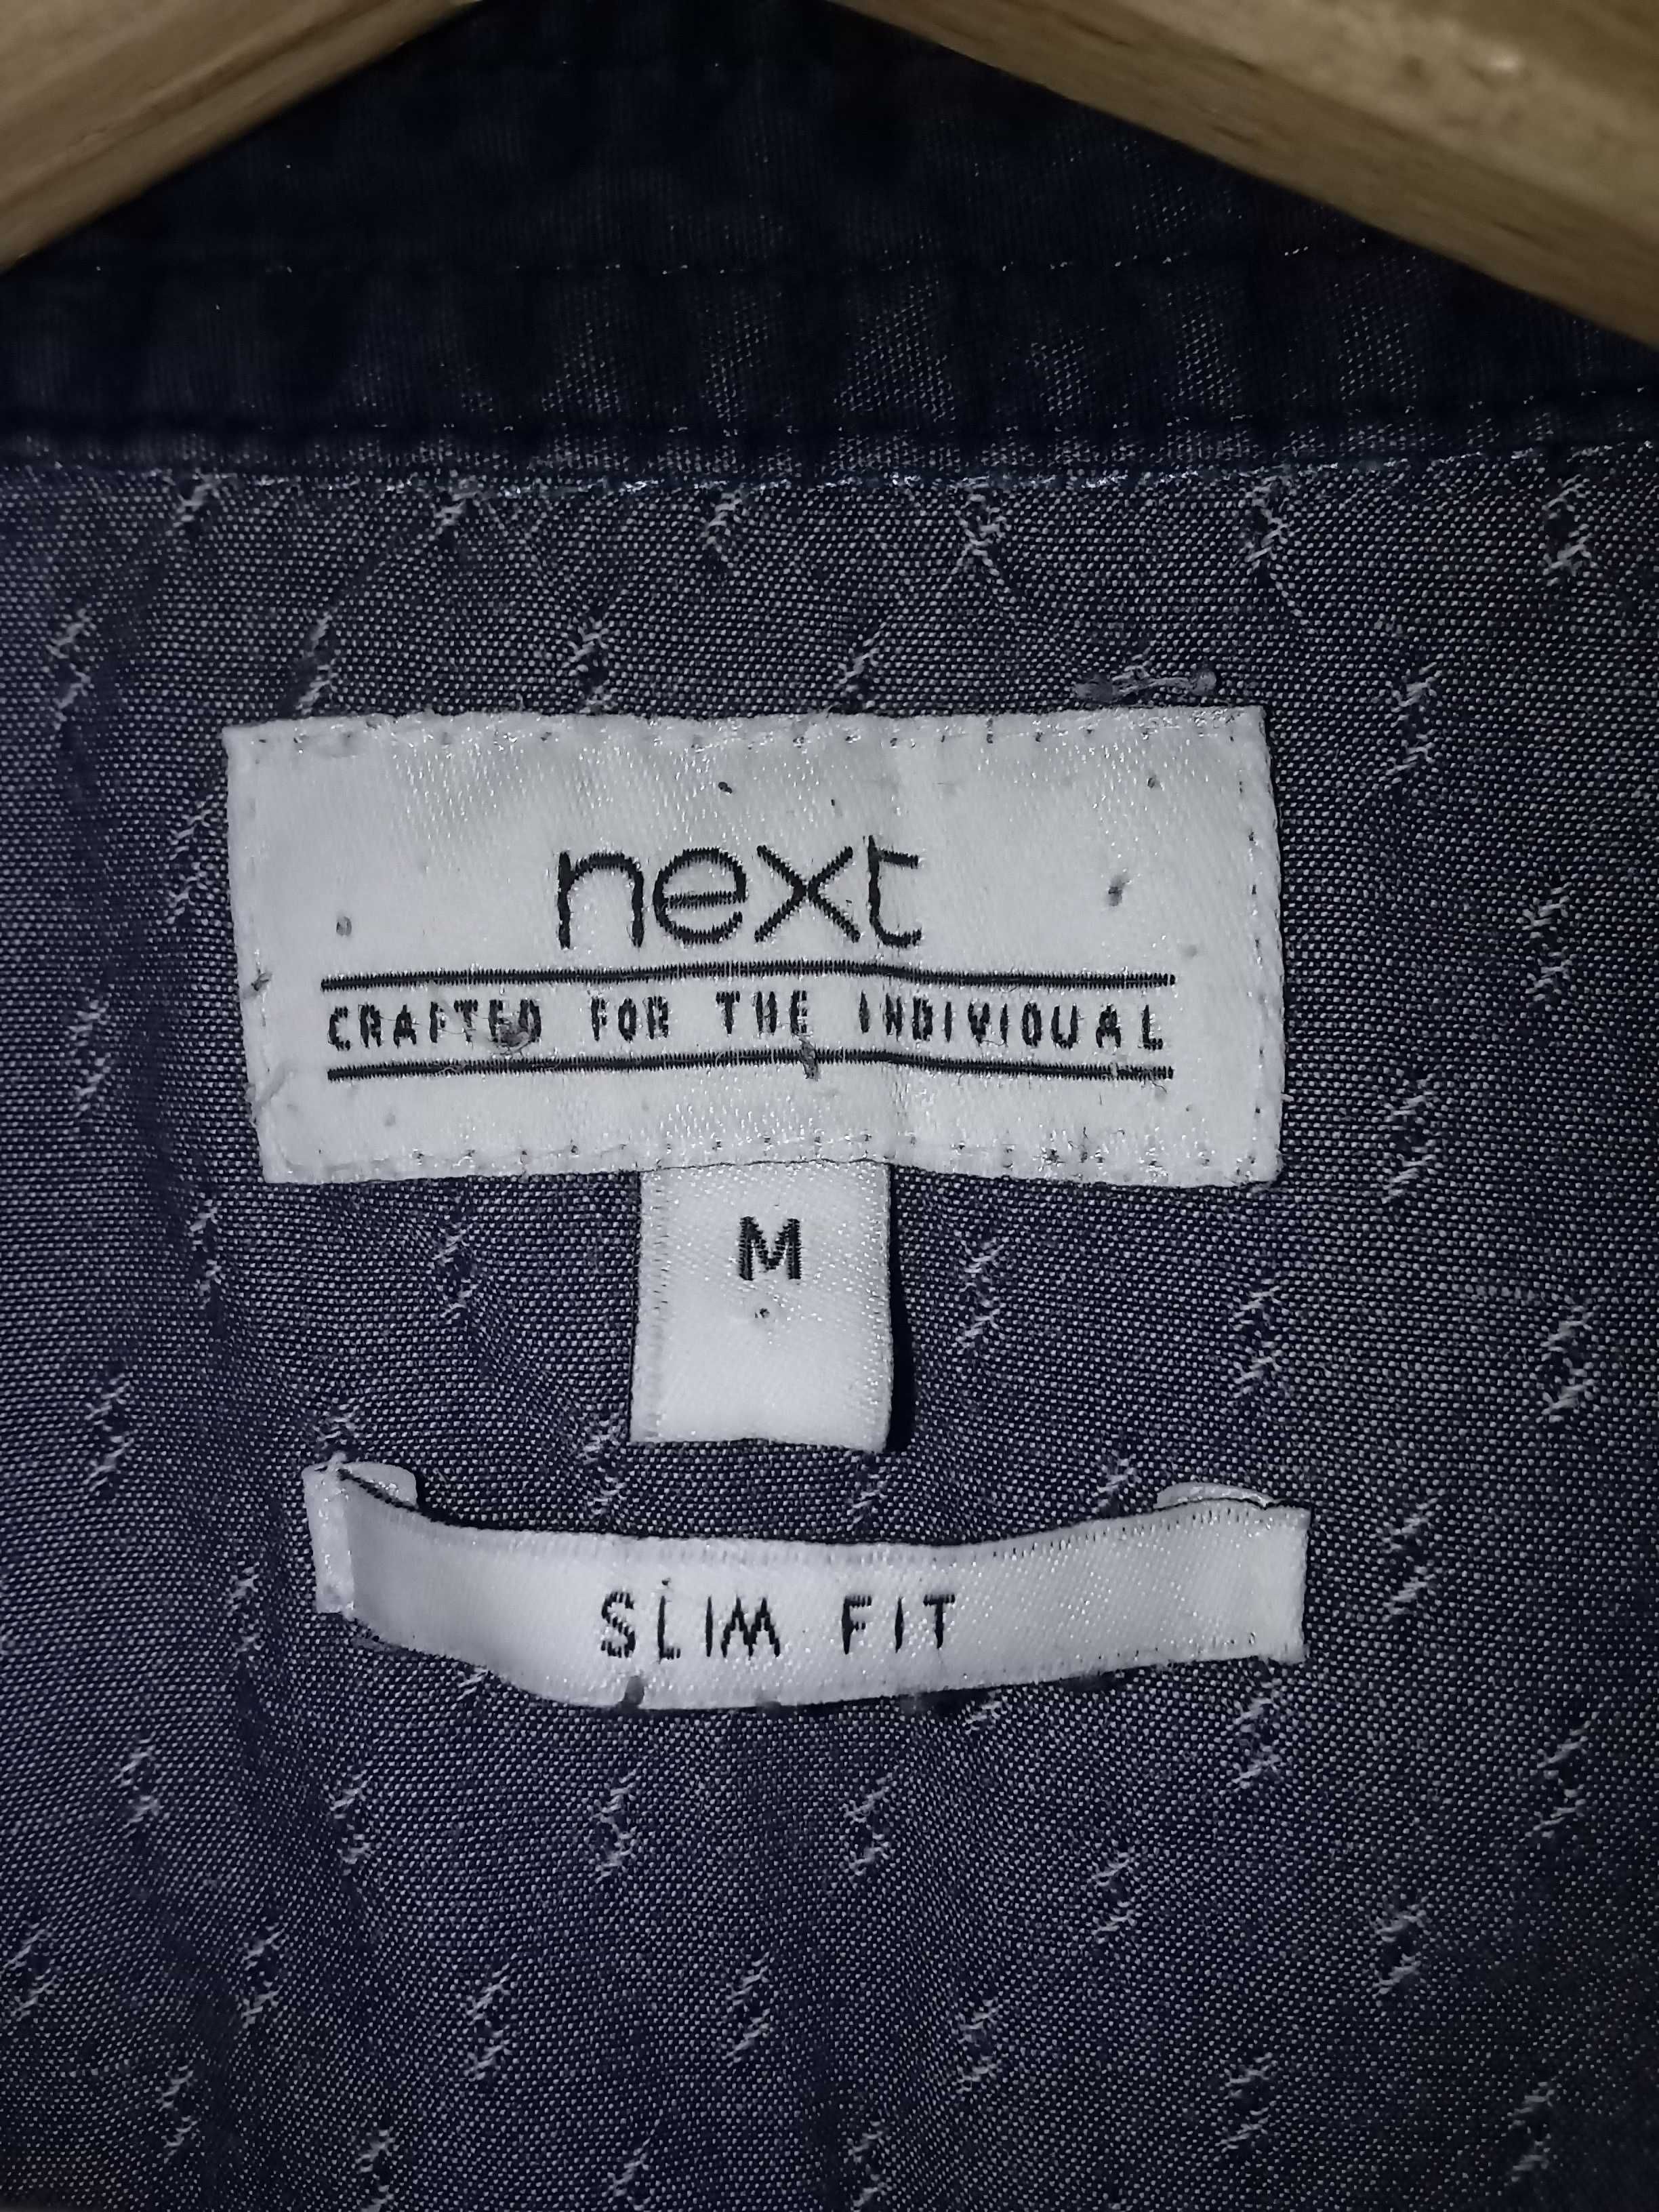 next
CRAFTED FOR THE INDIVIDUAL
M
SLIM FIT